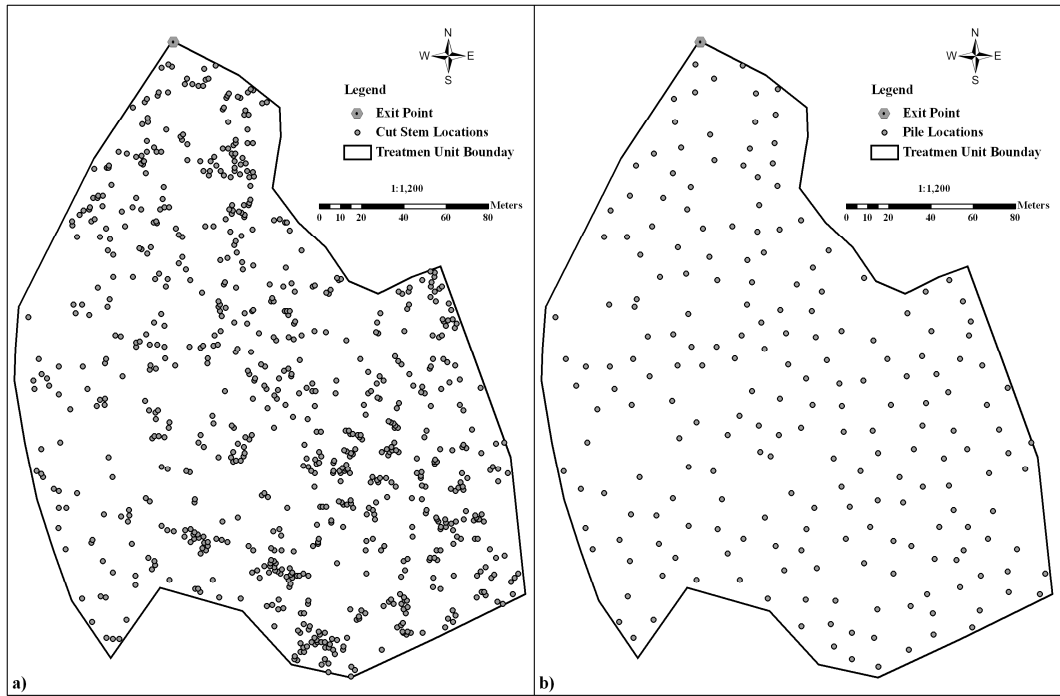 N
W E
S
Legend
Exit Point
Cut Stem Locations
Treatmen Unit Bounday
1:1,200
Meters
0 10 20 40 60 80
a)
N
W E
S
Legend
Exit Point
Pile Locations
Treatmen Unit Bounday
1:1,200
Meters
0 10 20 40 60 80
b)